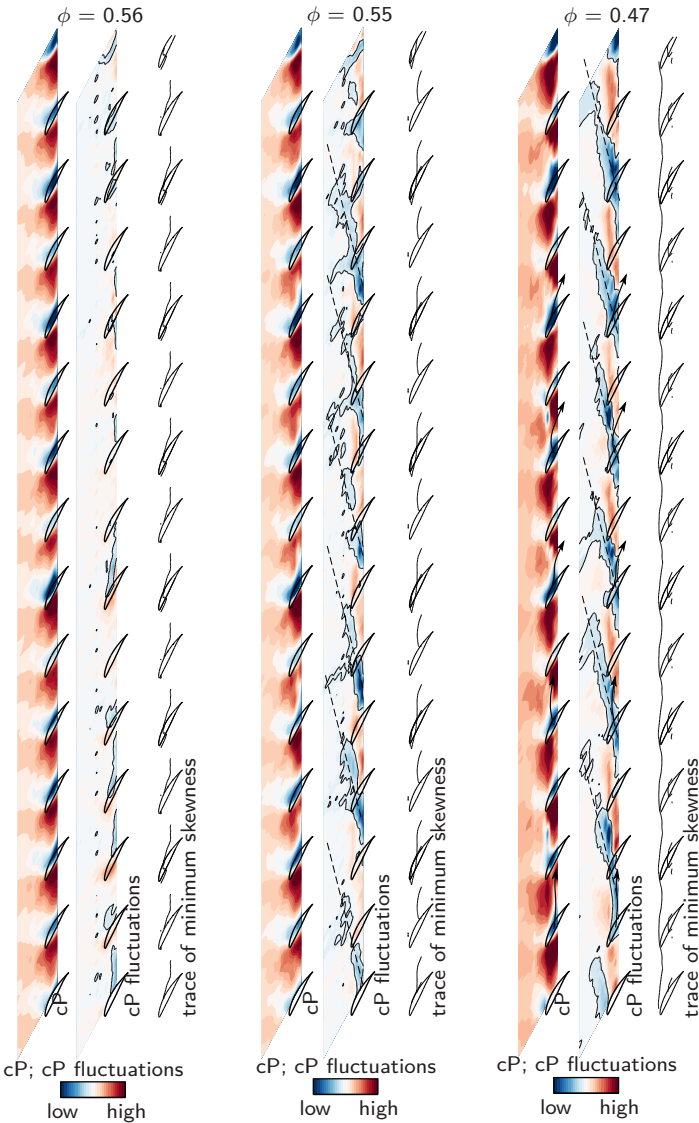 ϕ = 0.56
ϕ = 0.55
ϕ = 0.47
cP
cP fluctuations
trace of minimum skewness
cP
cP fluctuations
trace of minimum skewness
cP
cP fluctuations
trace of minimum skewness
cP; cP fluctuations
low high
cP; cP fluctuations
low high
cP; cP fluctuations
low high